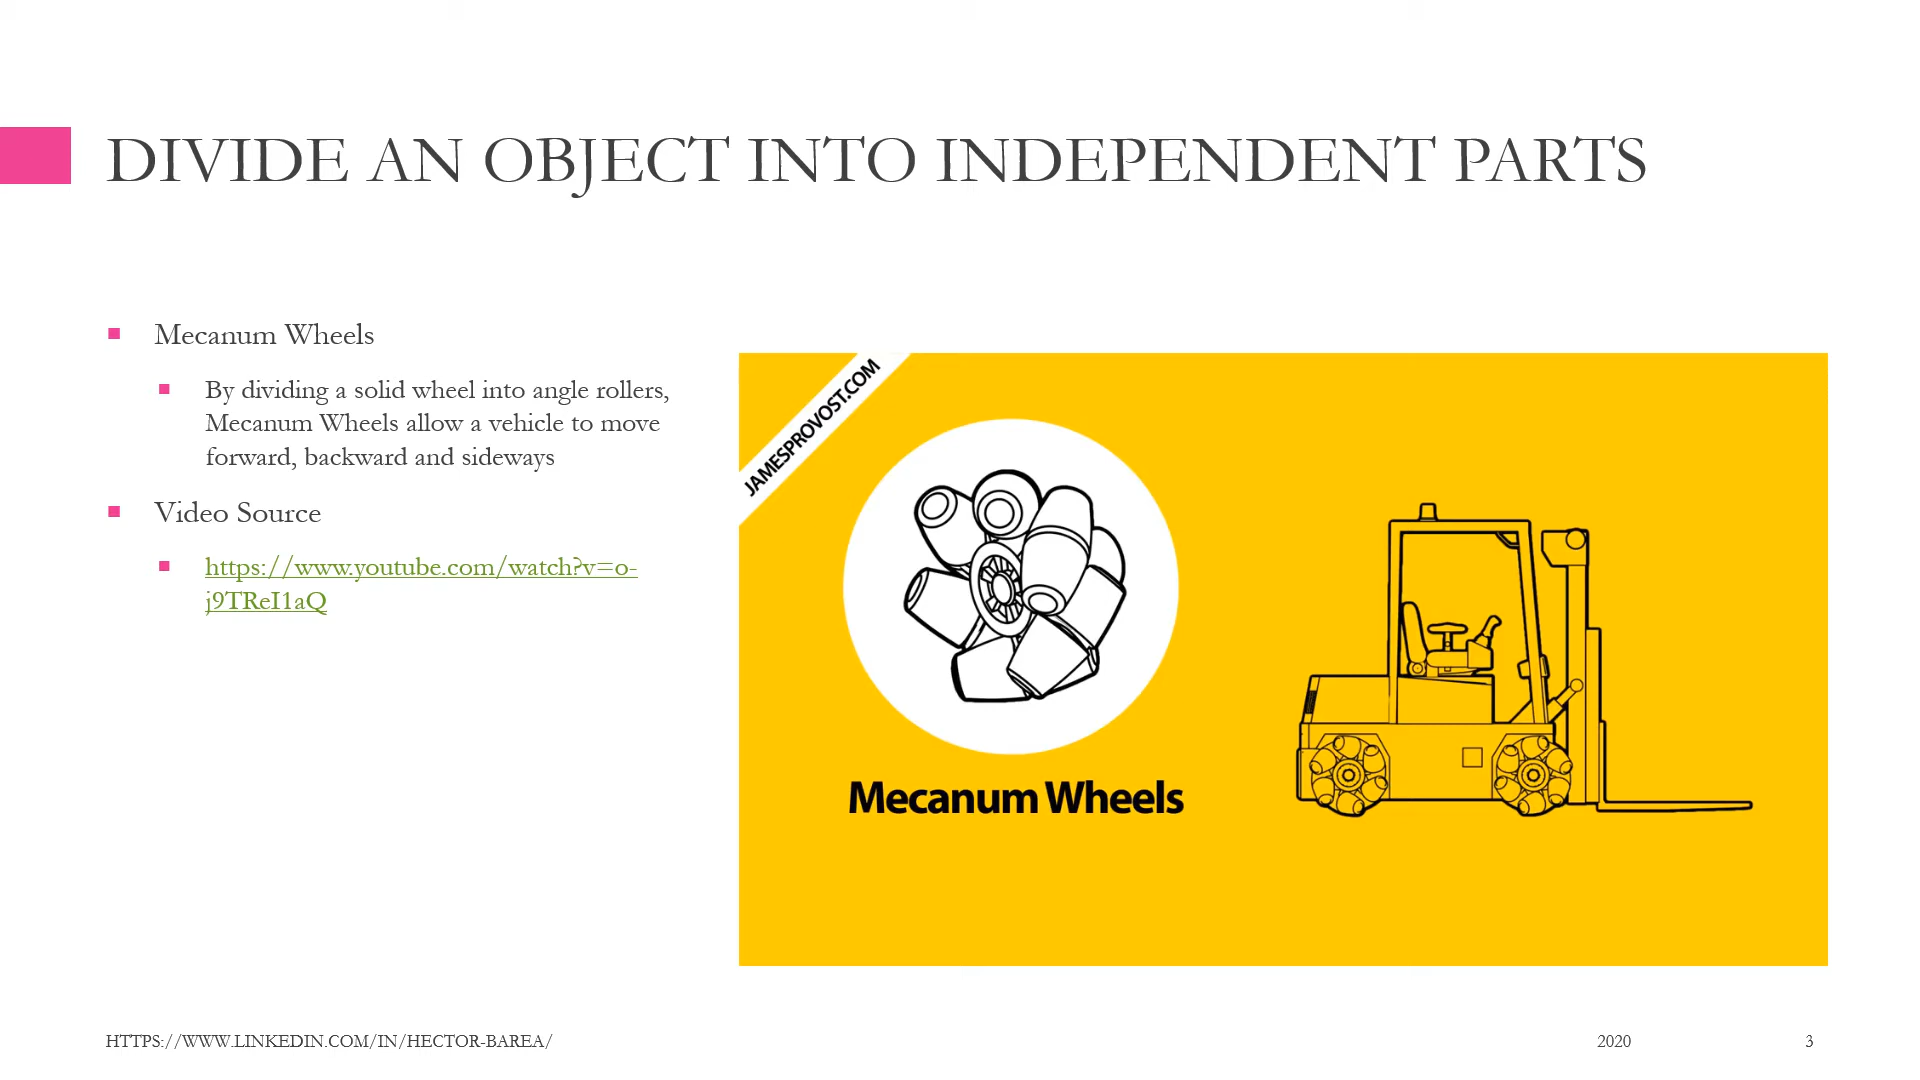 DIVIDE AN OBJECT INTO INDEPENDENT PARTS
Mecanum Wheels
By dividing a solid wheel into angle rollers,
Mecanum Wheels allow a vehicle to move
forward, backward and sideways
Video Source
https://www.youtube.com/watch?v=o-
j9TReI1aQ
JAMESPROVOST.COM
Mecanum Wheels
HTTPS://WWW.LINKEDIN.COM/IN/HECTOR-BAREA/
2020
3